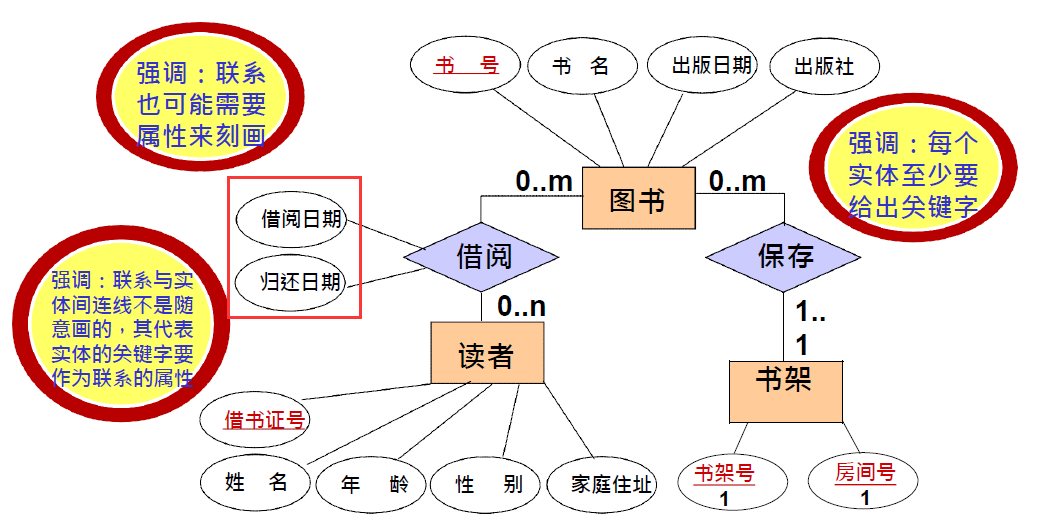 书 号
书 名
出版日期
出版社
强调：联系
也可能需要
属性来刻画
强调：每个
实体至少要
给出关键字
0..m
图书
0..m
借阅日期
归还日期
借阅
保存
强调：联系与实
体间连线不是随
意画的，其代表
实体的关键字要
作为联系的属性
0..n
1..
1
读者
书架
借书证号
姓 名
年 龄
性 别
家庭住址
书架号
1
房间号
1